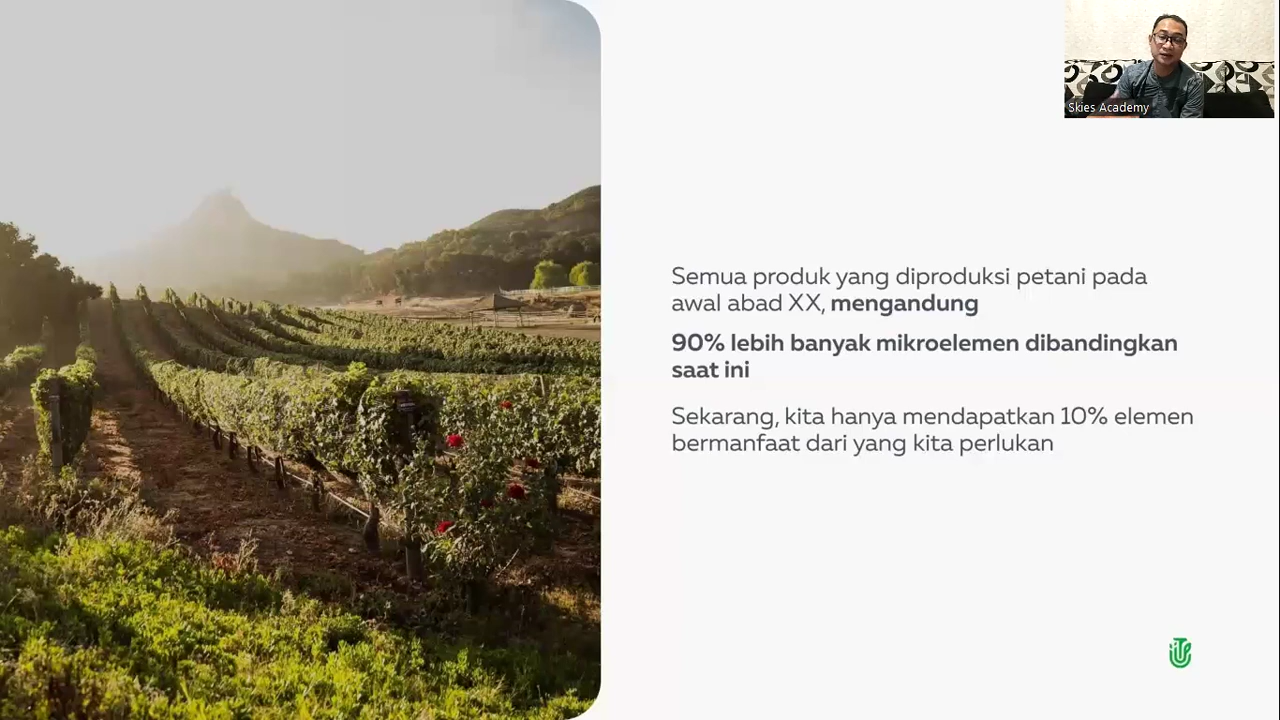 Skies Academy
Semua produk yang diproduksi petani pada
awal abad XX, mengandung
90% lebih banyak mikroelemen dibandingkan
saat ini
Sekarang, kita hanya mendapatkan 10% elemen
bermanfaat dari yang kita perlukan